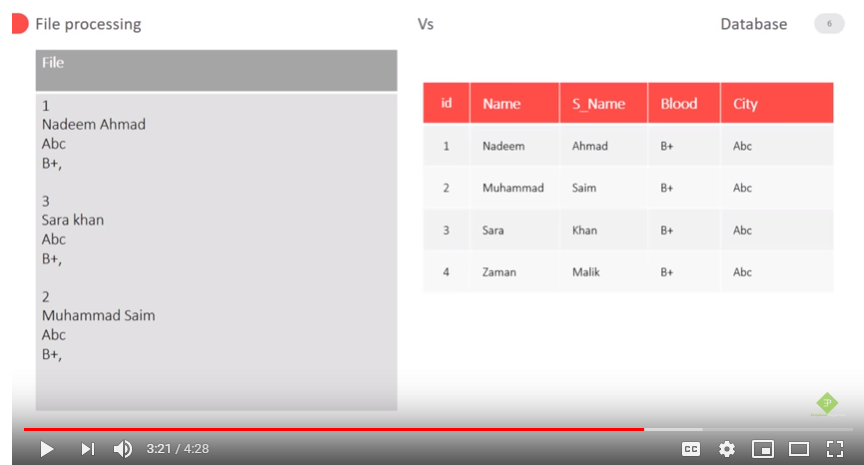 File processing
Vs
Database
6
File
1
Nadeem Ahmad
Abc
B+,
3
Sara khan
Abc
B+,
2
Muhammad Saim
Abc
B+,
id Name S_Name Blood City
1 Nadeem Ahmad B+ Abc
2 Muhammad Saim B+ Abc
3 Sara Khan B+ Abc
4 Zaman Malik B+ Abc
3:21 / 4:28
CC